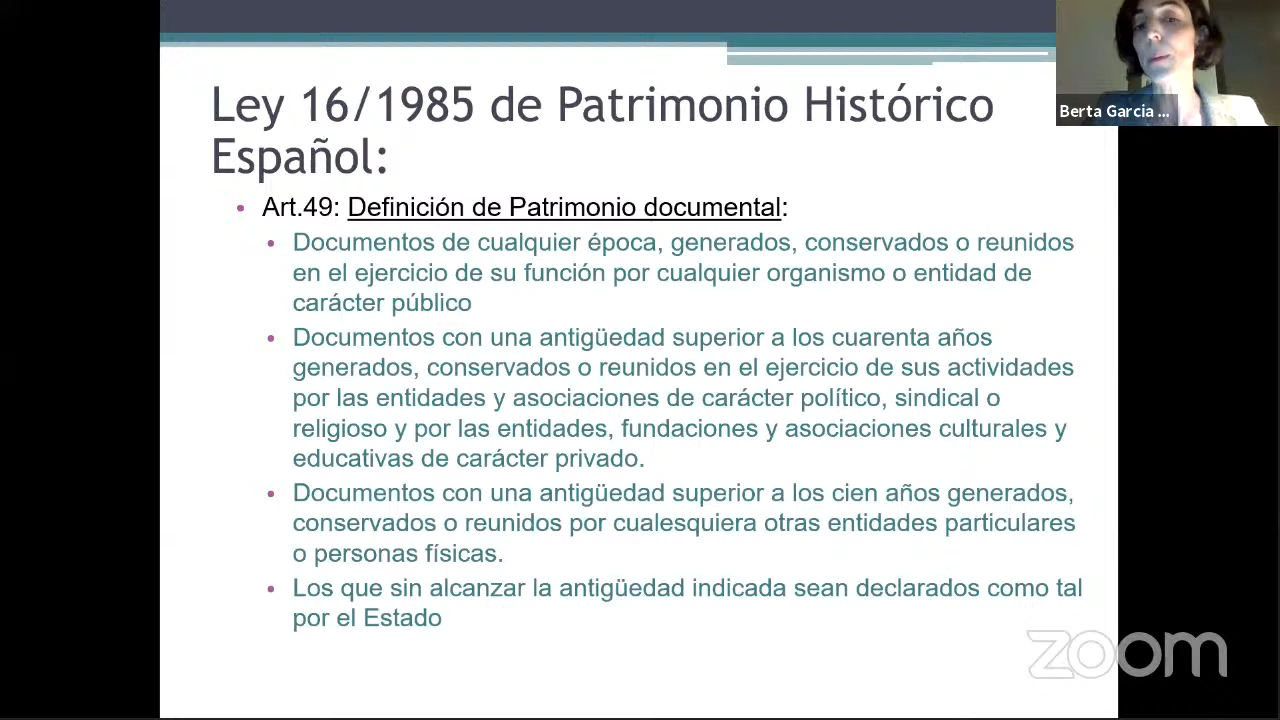 Ley 16/1985 de Patrimonio Histórico
Español:
• Art.49: Definición de Patrimonio documental:
• Documentos de cualquier época, generados, conservados o reunidos
en el ejercicio de su función por cualquier organismo o entidad de
carácter público
• Documentos con una antigüedad superior a los cuarenta años
generados, conservados o reunidos en el ejercicio de sus actividades
por las entidades y asociaciones de carácter político, sindical o
religioso y por las entidades, fundaciones y asociaciones culturales y
educativas de carácter privado.
• Documentos con una antigüedad superior a los cien años generados,
conservados o reunidos por cualesquiera otras entidades particulares
o personas físicas.
• Los que sin alcanzar la antigüedad indicada sean declarados como tal
por el Estado
Berta Garcia ...
zoom